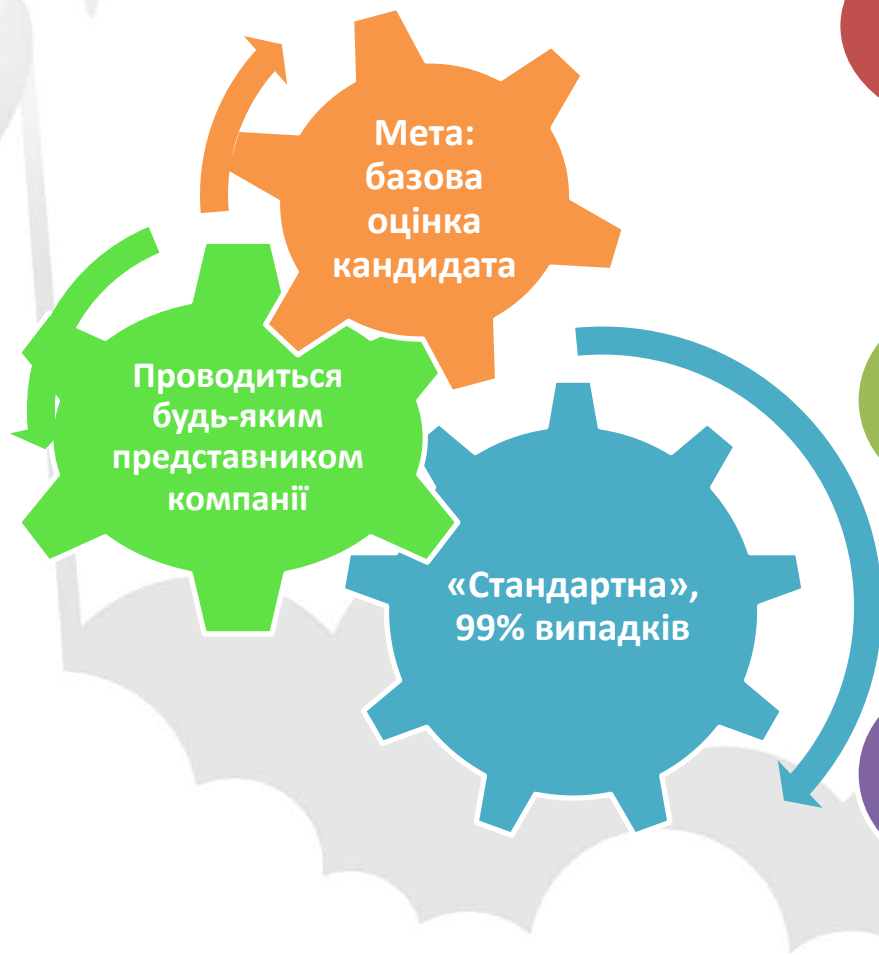 Мета:
базова
оцінка
кандидата
Проводиться
будь-яким
представником
компанії
«Стандартна»,
99% випадків